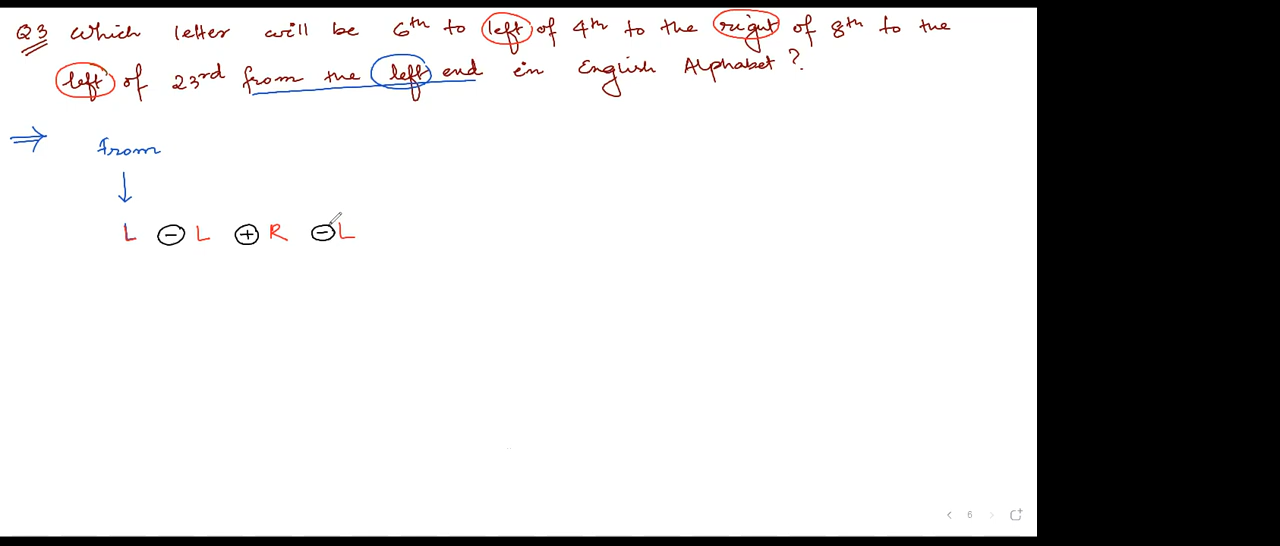 Q3 which letter will be 6th to left of 4th to the right of 8th to the
left of 23rd from the left end in English Alphabet?
⇒ from
↓
L ⊖ L ⊕ R ⊖ L
6